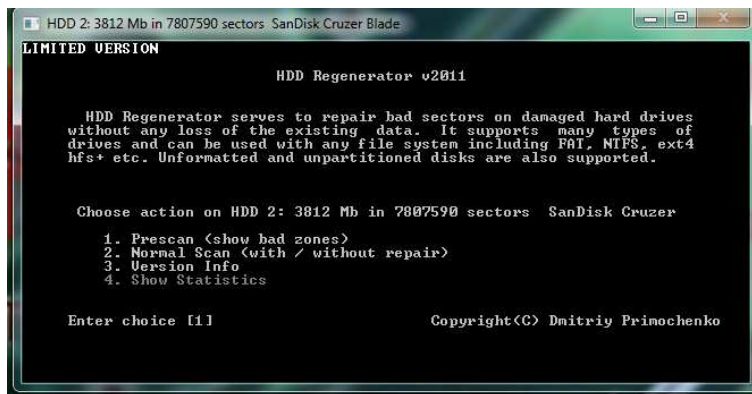 HDD 2: 3812 Mb in 7807590 sectors SanDisk Cruzer Blade
LIMITED VERSION
HDD Regenerator v2011
HDD Regenerator serves to repair bad sectors on damaged hard drives
without any loss of the existing data. It supports many types of
drives and can be used with any file system including FAT, NTFS, ext4
hfs+ etc. Unformatted and unpartitioned disks are also supported.
Choose action on HDD 2: 3812 Mb in 7807590 sectors SanDisk Cruzer
1. Prescan (show bad zones)
2. Normal Scan (with / without repair)
3. Version Info
4. Show Statistics
Enter choice [1]
Copyright(C) Dmitriy Primochenko